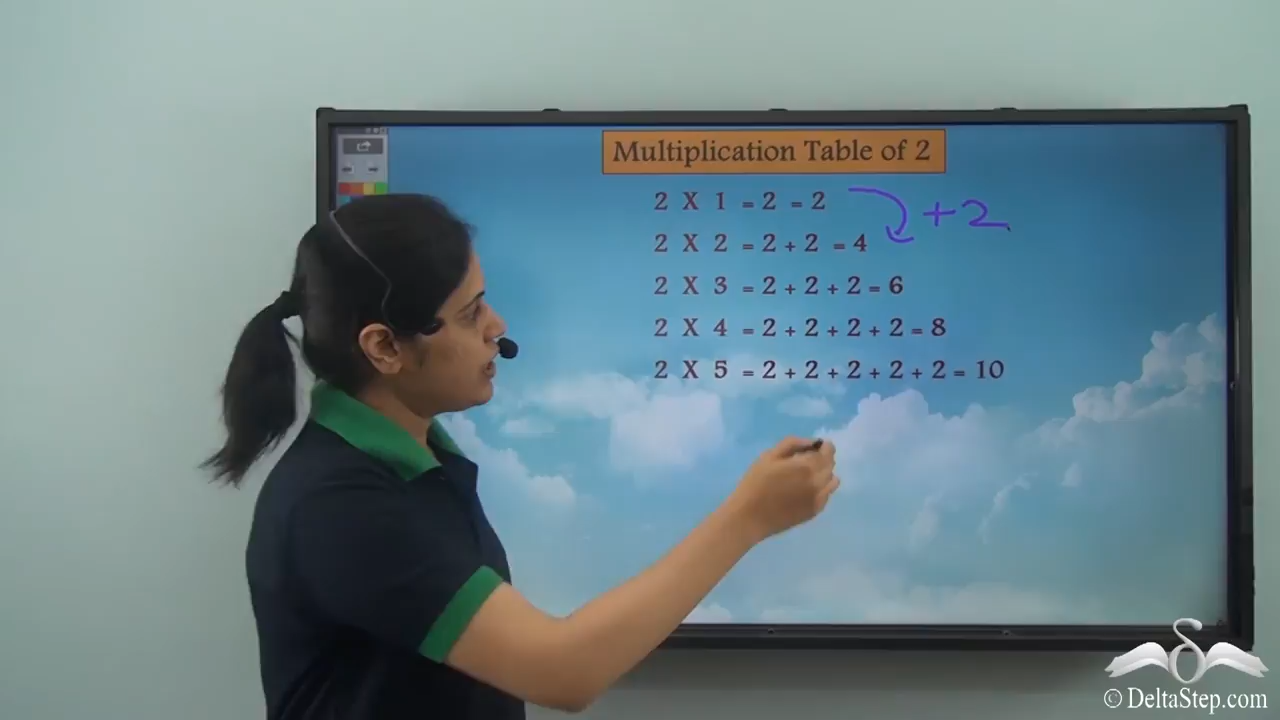 Multiplication Table of 2
2 X 1 = 2 = 2
+2
2 X 2 = 2 + 2 = 4
2 X 3 = 2 + 2 + 2 = 6
2 X 4 = 2 + 2 + 2 + 2 = 8
2 X 5 = 2 + 2 + 2 + 2 + 2 = 10
© DeltaStep.com